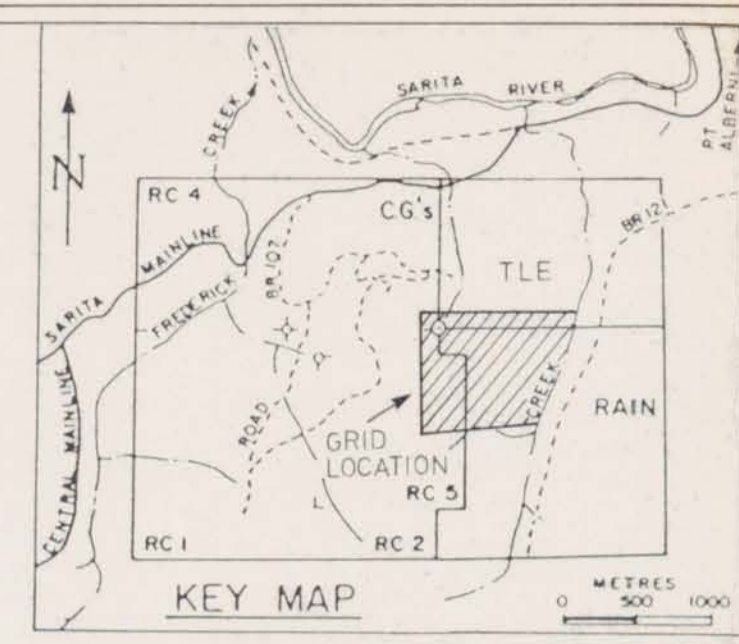 SARITA RIVER
PT. ALBERNI
CREEK
N
RC 4
C.G.'s
BR 121
SARITA MAINLINE
BR 107
TLE
FREDERICK
CENTRAL MAINLINE
ROAD
CREEK
RAIN
GRID
LOCATION
RC 5
L
RC 1
RC 2
KEY MAP
METRES
0 500 1000